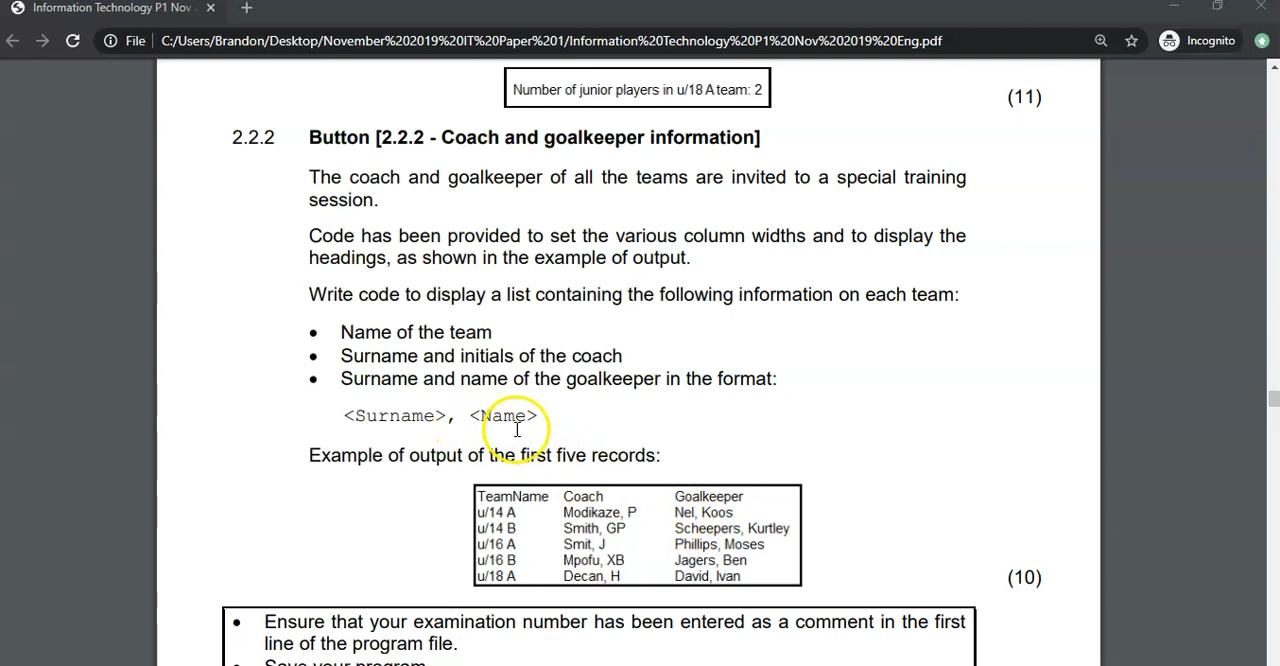 Information Technology P1 Nov
File C:/Users/Brandon/Desktop/November%202019%20IT%20Paper%201/Information%20Technology%20P1%20Nov%202019%20Eng.pdf Incognito
Number of junior players in u/18 A team: 2
(11)
2.2.2 Button [2.2.2 - Coach and goalkeeper information]
The coach and goalkeeper of all the teams are invited to a special training
session.
Code has been provided to set the various column widths and to display the
headings, as shown in the example of output.
Write code to display a list containing the following information on each team:
• Name of the team
• Surname and initials of the coach
• Surname and name of the goalkeeper in the format:
<Surname>, <Name>
Example of output of the first five records:
TeamName Coach Goalkeeper
u/14 A Modikaze, P Nel, Koos
u/14 B Smith, GP Scheepers, Kurtley
u/16 A Smit, J Phillips, Moses
u/16 B Mpofu, XB Jagers, Ben
u/18 A Decan, H David, Ivan
(10)
• Ensure that your examination number has been entered as a comment in the first
line of the program file.
• Save your program